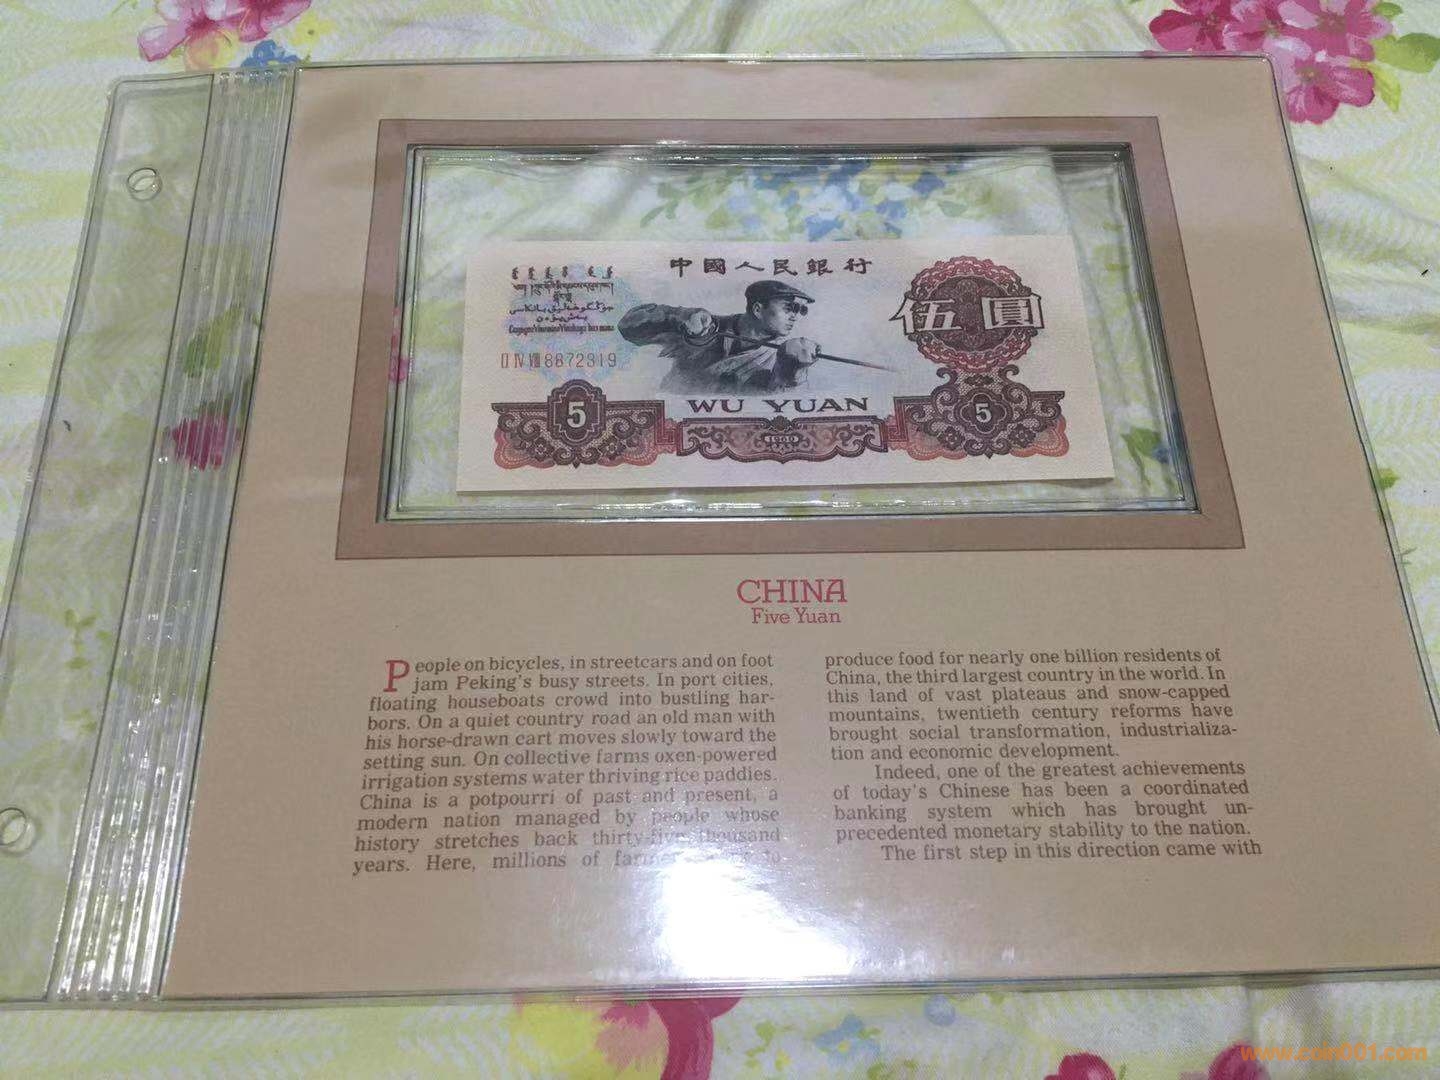 中國人民銀行
伍圓
II IV VIII 8872319
5
WU YUAN
1960
5
CHINA
Five Yuan
People on bicycles, in streetcars and on foot
jam Peking's busy streets. In port cities,
floating houseboats crowd into bustling har-
bors. On a quiet country road an old man with
his horse-drawn cart moves slowly toward the
setting sun. On collective farms oxen-powered
irrigation systems water thriving rice paddies.
China is a potpourri of past and present, a
modern nation managed by people whose
history stretches back thirty-five thousand
years. Here, millions of
produce food for nearly one billion residents of
China, the third largest country in the world. In
this land of vast plateaus and snow-capped
mountains, twentieth century reforms have
brought social transformation, industrializa-
tion and economic development.
Indeed, one of the greatest achievements
of today's Chinese has been a coordinated
banking system which has brought un-
precedented monetary stability to the nation.
The first step in this direction came with
www.coin001.com